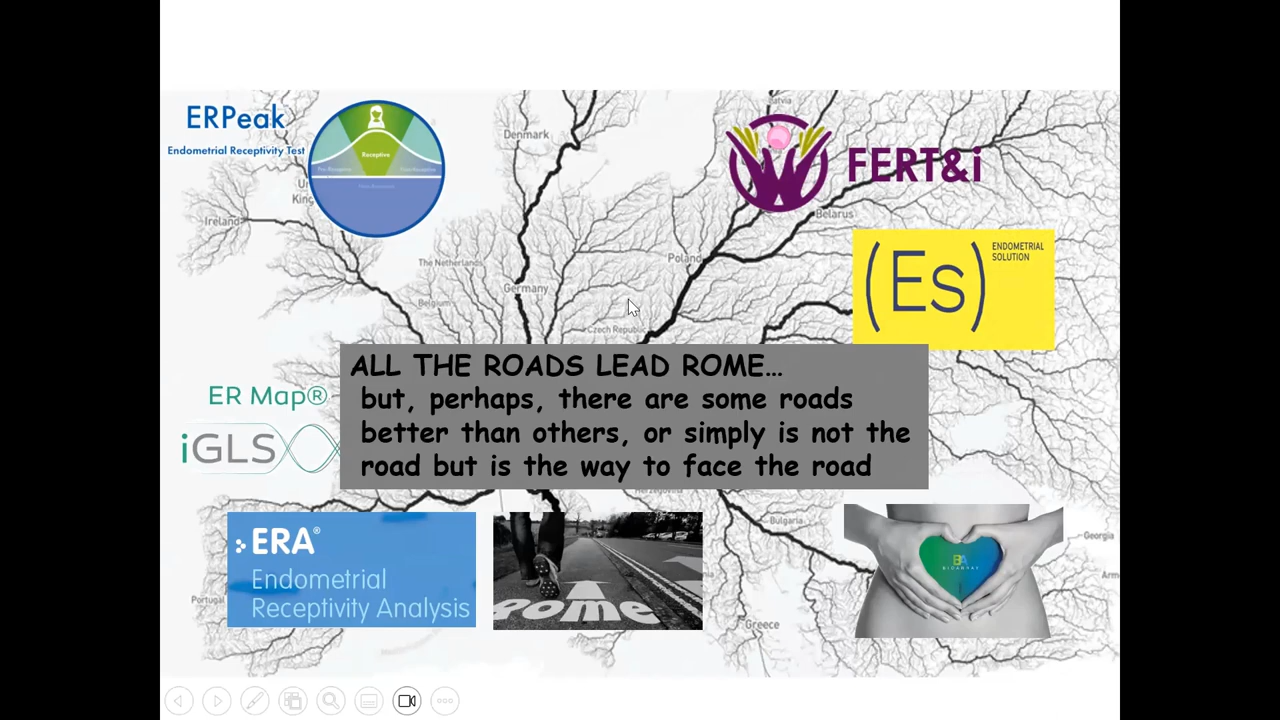 ERPeak
Endometrial Receptivity Test
Receptive
Denmark
Latvia
FERT&i
Ireland
Belarus
The Netherlands
Poland
Germany
Belgium
Czech Republic
(Es)
ENDOMETRIAL
SOLUTION
ALL THE ROADS LEAD ROME...
but, perhaps, there are some roads
better than others, or simply is not the
road but is the way to face the road
ER Map®
iGLS
ERA®
Endometrial
Receptivity Analysis
Portugal
Rome
Bulgaria
Greece
Georgia